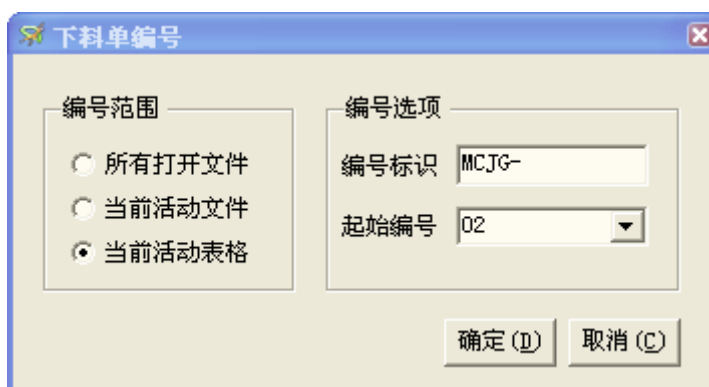 下料单编号
编号范围
所有打开文件
当前活动文件
当前活动表格
编号选项
编号标识 MCJG-
起始编号 02
确定(D) 取消(C)